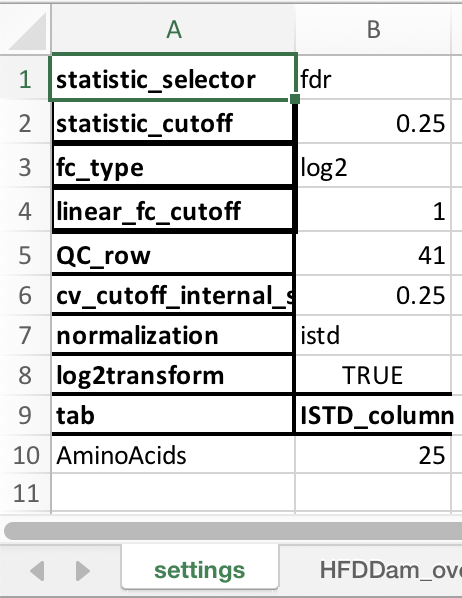 A B
1 statistic_selector fdr
2 statistic_cutoff 0.25
3 fc_type log2
4 linear_fc_cutoff 1
5 QC_row 41
6 cv_cutoff_internal_s 0.25
7 normalization istd
8 log2transform TRUE
9 tab ISTD_column
10 AminoAcids 25
11
settings HFDDam_ove